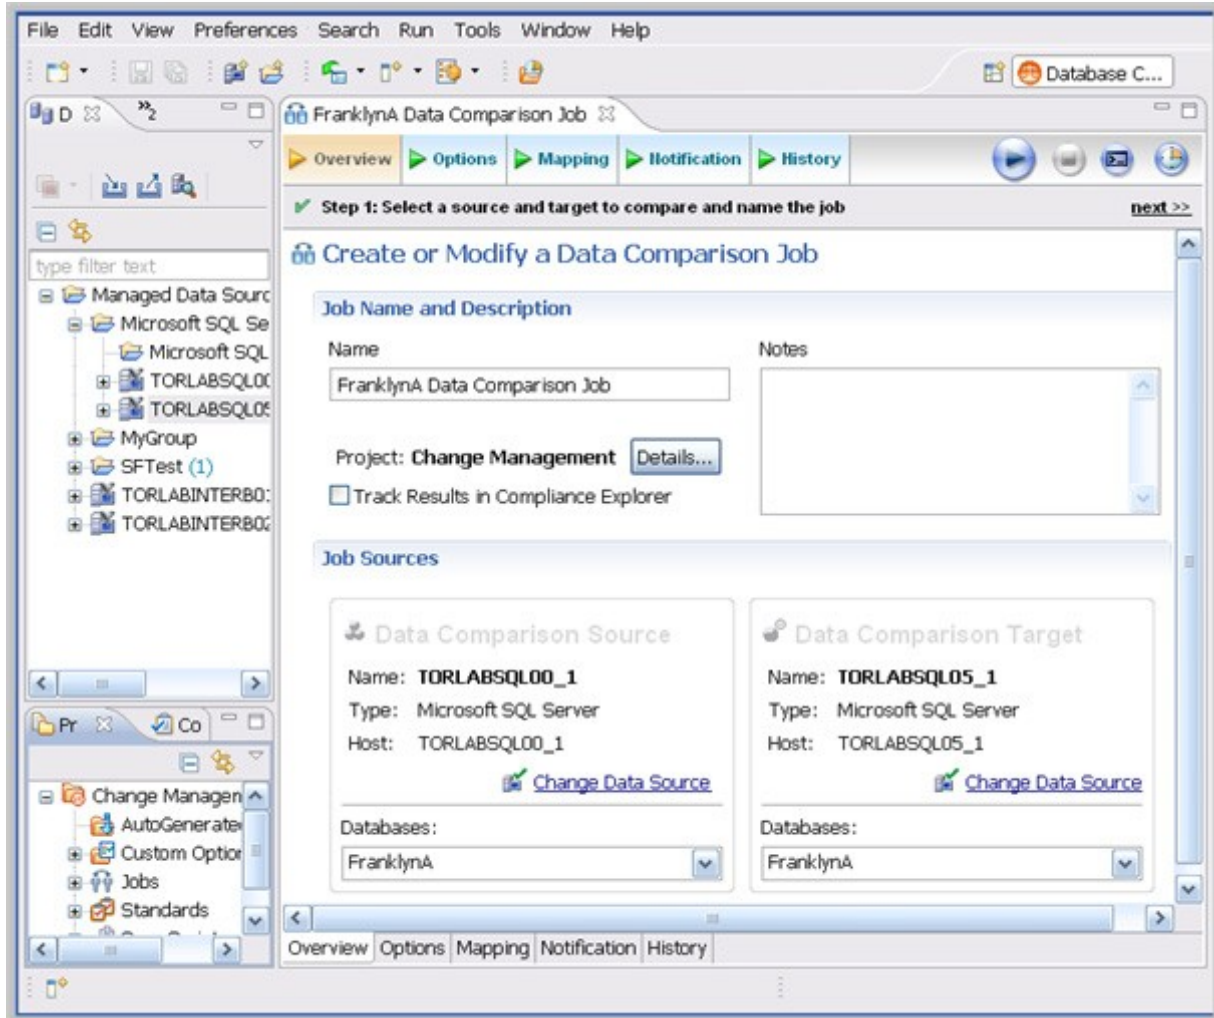 File Edit View Preferences Search Run Tools Window Help
Database C...
D »2
FranklynA Data Comparison Job
Overview Options Mapping Notification History
Step 1: Select a source and target to compare and name the job next >>
type filter text
Managed Data Sourc
Microsoft SQL Se
Microsoft SQL
TORLABSQL00
TORLABSQL05
MyGroup
SFTest (1)
TORLABINTERB01
TORLABINTERB02
Create or Modify a Data Comparison Job
Job Name and Description
Name
FranklynA Data Comparison Job
Notes
Project: Change Management Details...
Track Results in Compliance Explorer
Job Sources
Data Comparison Source
Name: TORLABSQL00_1
Type: Microsoft SQL Server
Host: TORLABSQL00_1
Change Data Source
Databases:
FranklynA
Data Comparison Target
Name: TORLABSQL05_1
Type: Microsoft SQL Server
Host: TORLABSQL05_1
Change Data Source
Databases:
FranklynA
Pr Co
Change Managen
AutoGenerate
Custom Option
Jobs
Standards
Overview Options Mapping Notification History